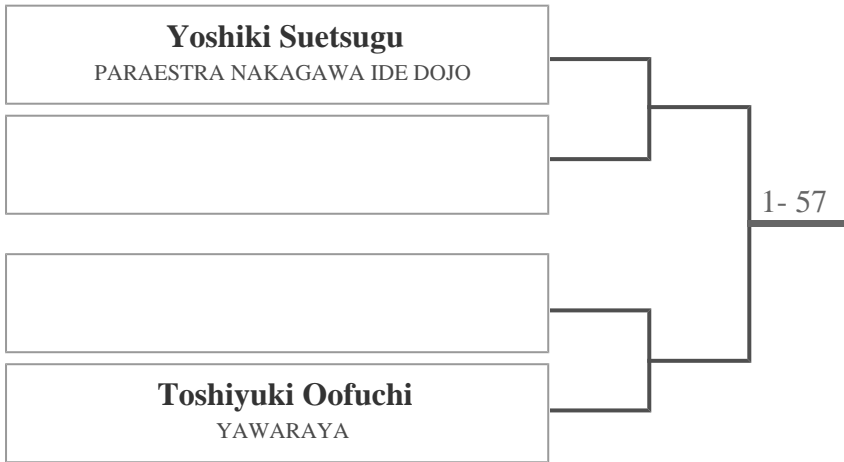 Yoshiki Suetsugu
PARAESTRA NAKAGAWA IDE DOJO
1- 57
Toshiyuki Oofuchi
YAWARAYA